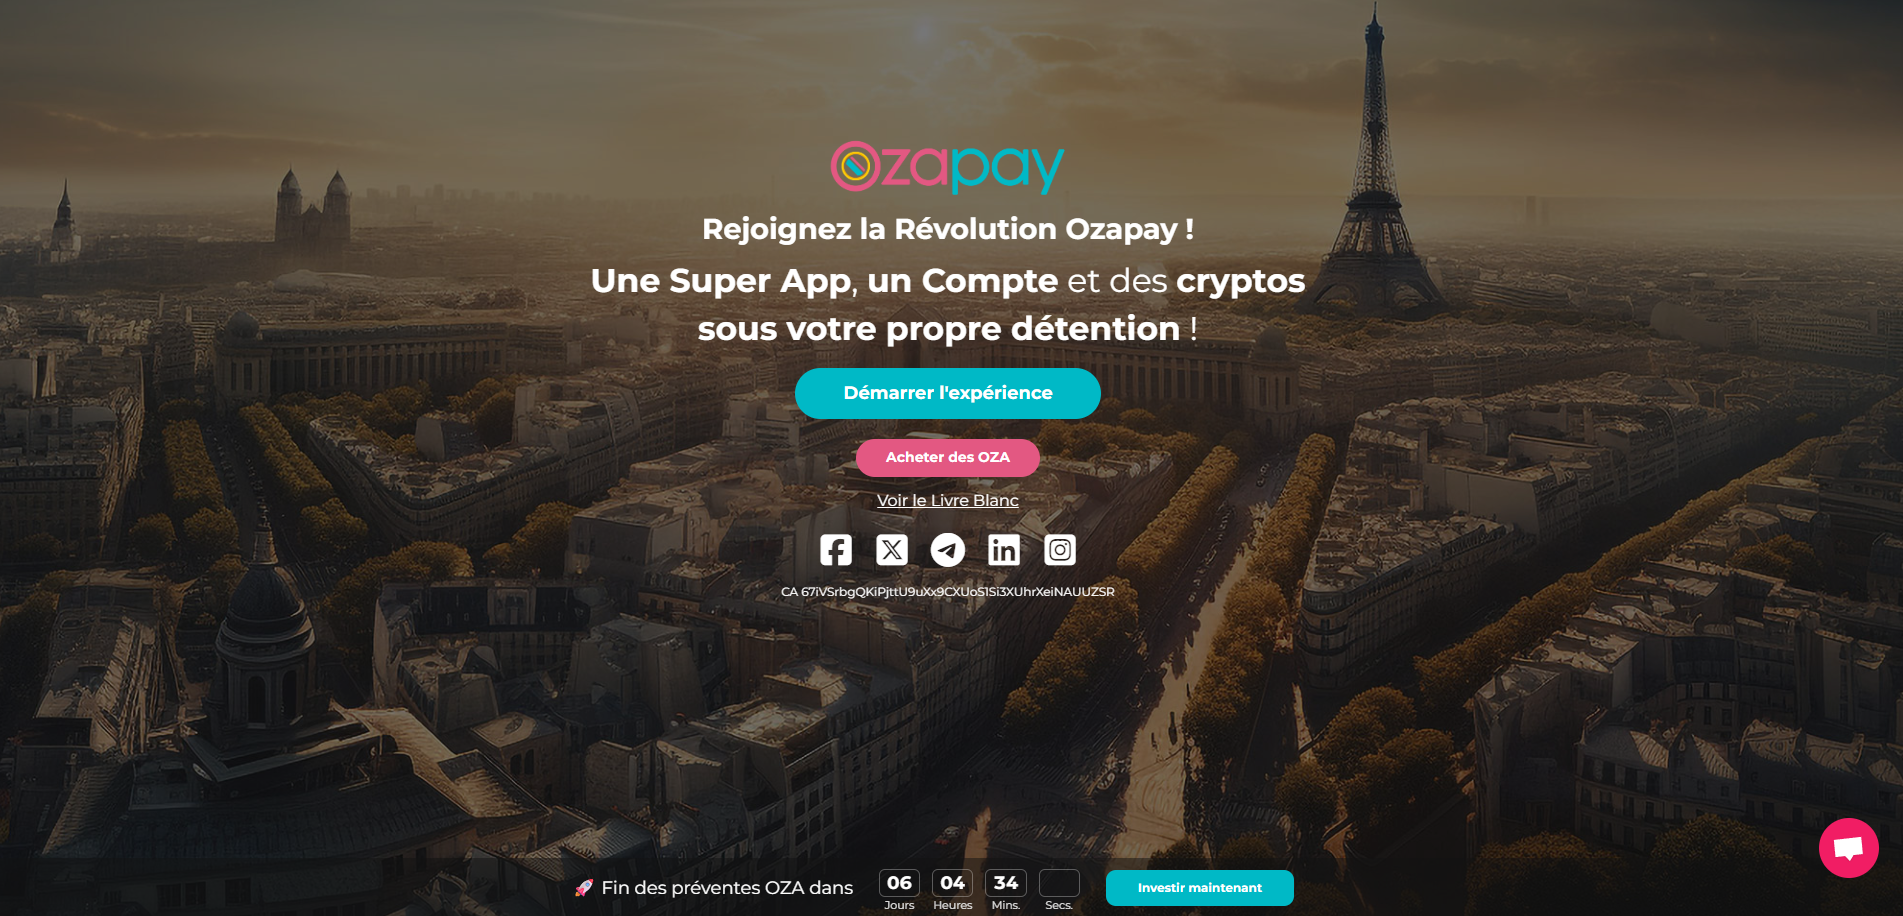 Ozapay
Rejoignez la Révolution Ozapay !
Une Super App, un Compte et des cryptos
sous votre propre détention !
Démarrer l'expérience
Acheter des OZA
Voir le Livre Blanc
CA 67iVSrbgQKiPjttU9uXx9CXUoS1Si3XUhrXeiNAUUZSR
🚀 Fin des préventes OZA dans
06 04 34
Jours Heures Mins. Secs.
Investir maintenant